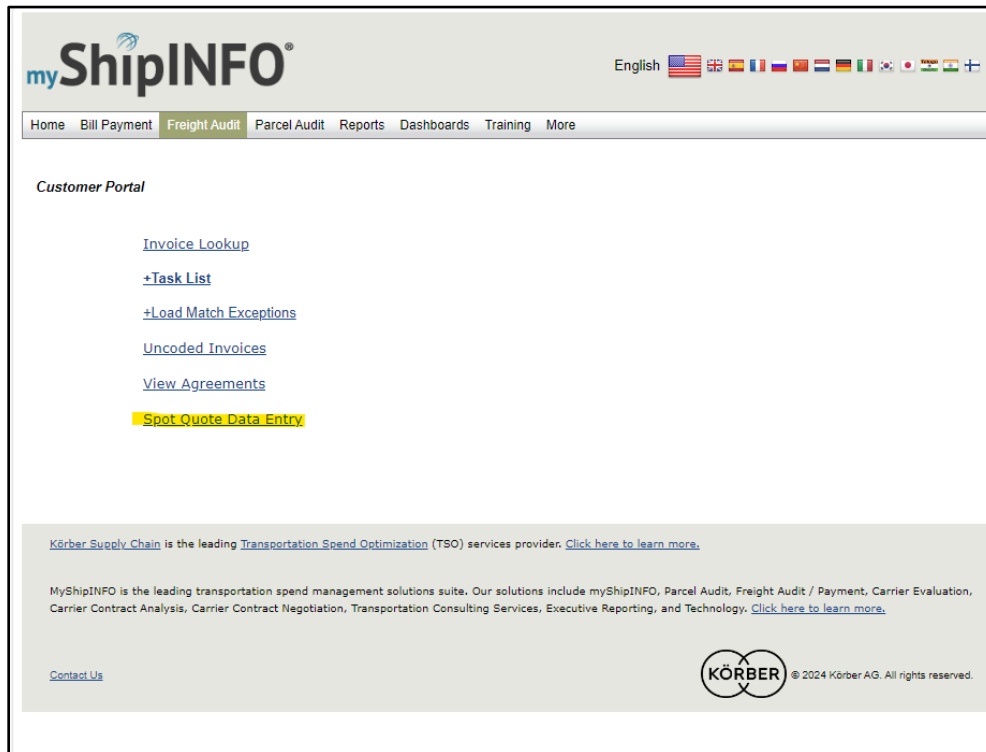 myShipINFO®
English
Home Bill Payment Freight Audit Parcel Audit Reports Dashboards Training More
Customer Portal
Invoice Lookup
+Task List
+Load Match Exceptions
Uncoded Invoices
View Agreements
Spot Quote Data Entry
Körber Supply Chain is the leading Transportation Spend Optimization (TSO) services provider. Click here to learn more.
MyShipINFO is the leading transportation spend management solutions suite. Our solutions include myShipINFO, Parcel Audit, Freight Audit / Payment, Carrier Evaluation,
Carrier Contract Analysis, Carrier Contract Negotiation, Transportation Consulting Services, Executive Reporting, and Technology. Click here to learn more.
Contact Us
KÖRBER © 2024 Körber AG. All rights reserved.